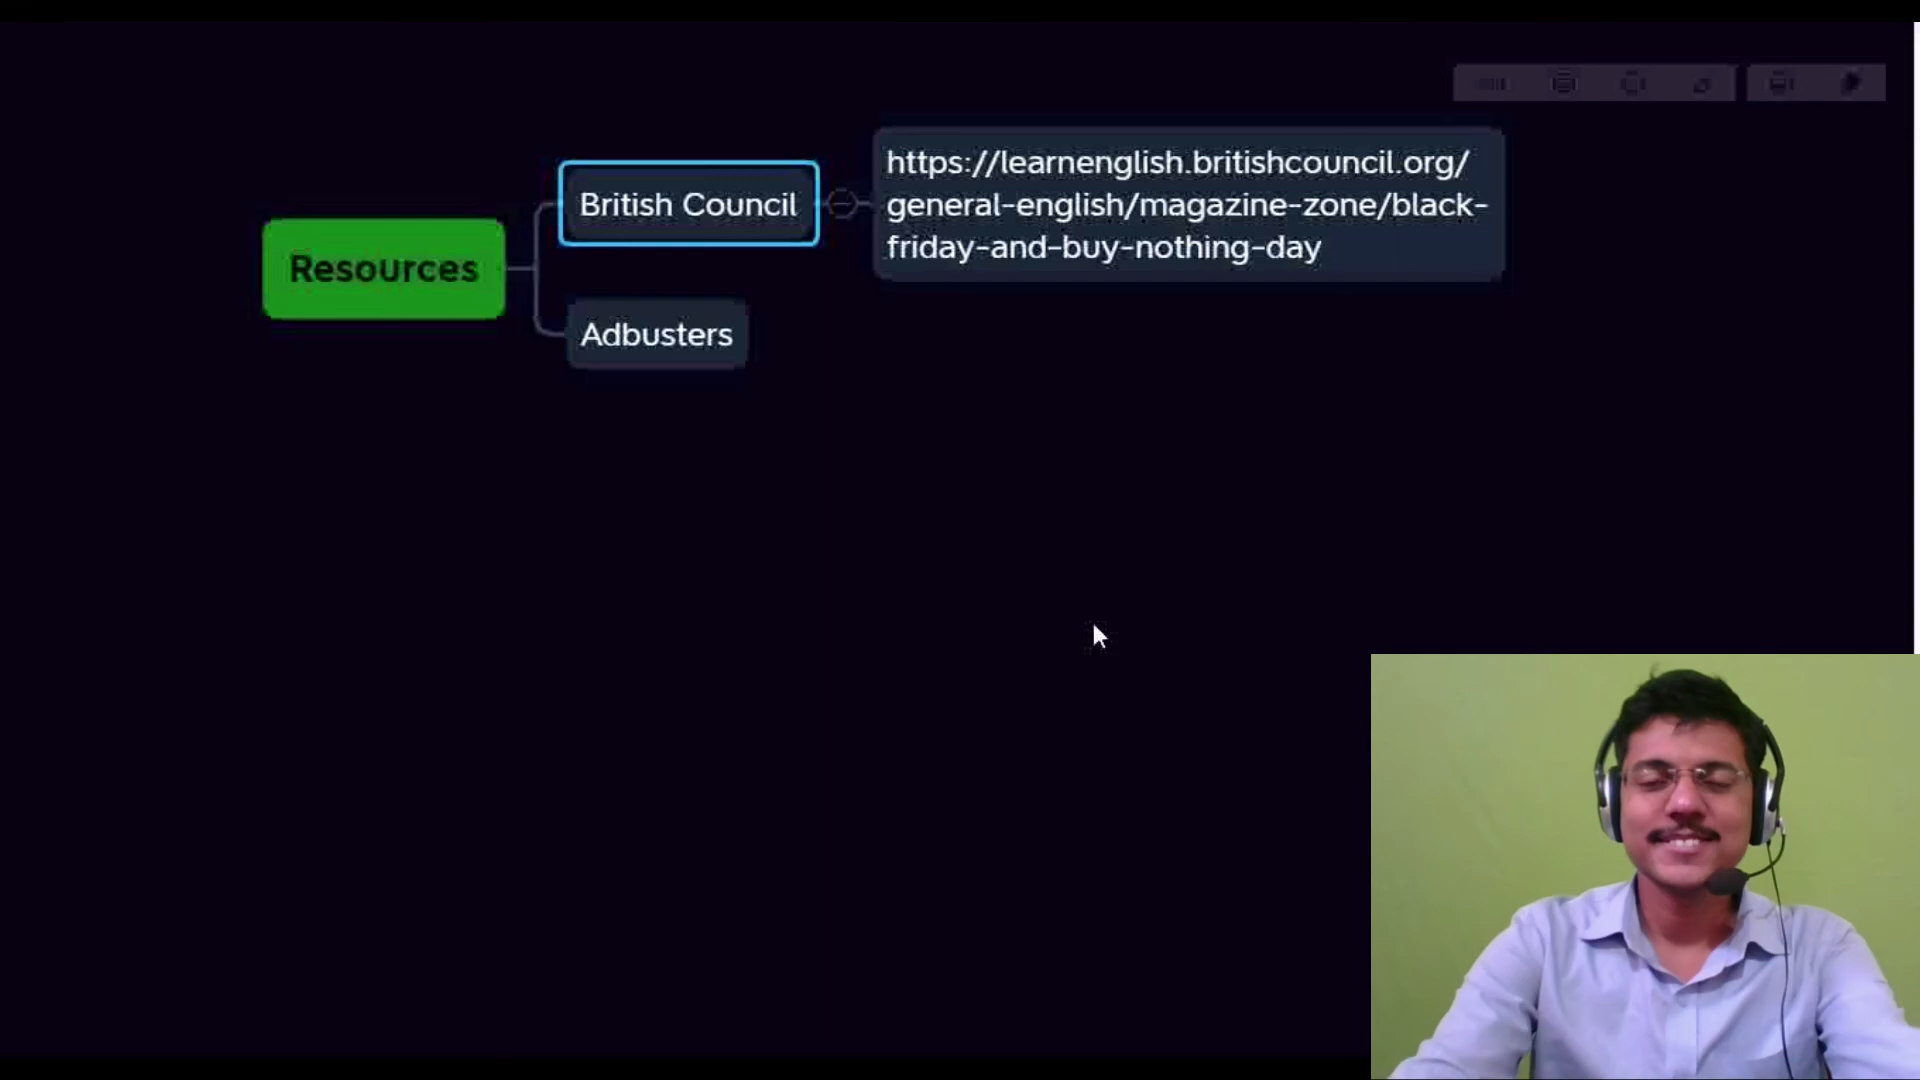 Resources
British Council
https://learnenglish.britishcouncil.org/
general-english/magazine-zone/black-
friday-and-buy-nothing-day
Adbusters